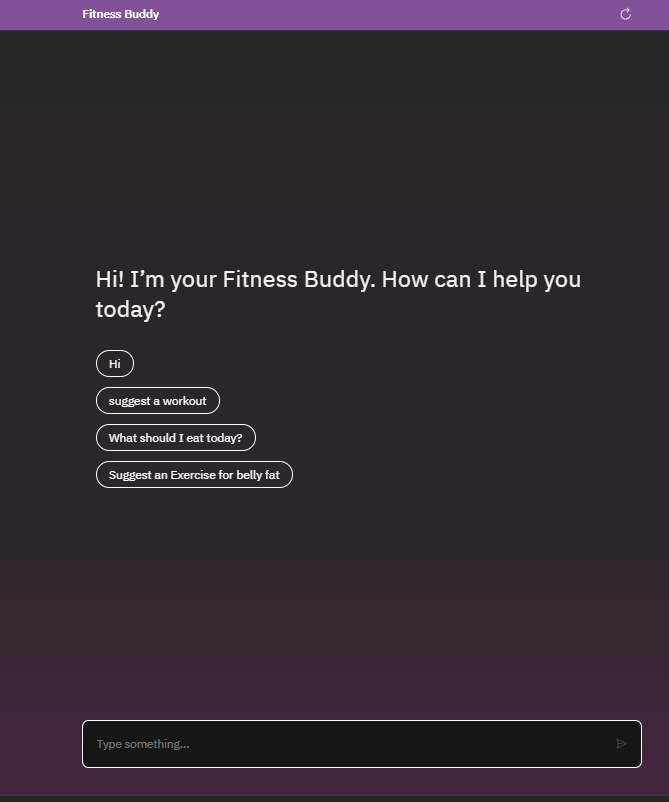 Fitness Buddy
Hi! I’m your Fitness Buddy. How can I help you
today?
Hi
suggest a workout
What should I eat today?
Suggest an Exercise for belly fat
Type something...